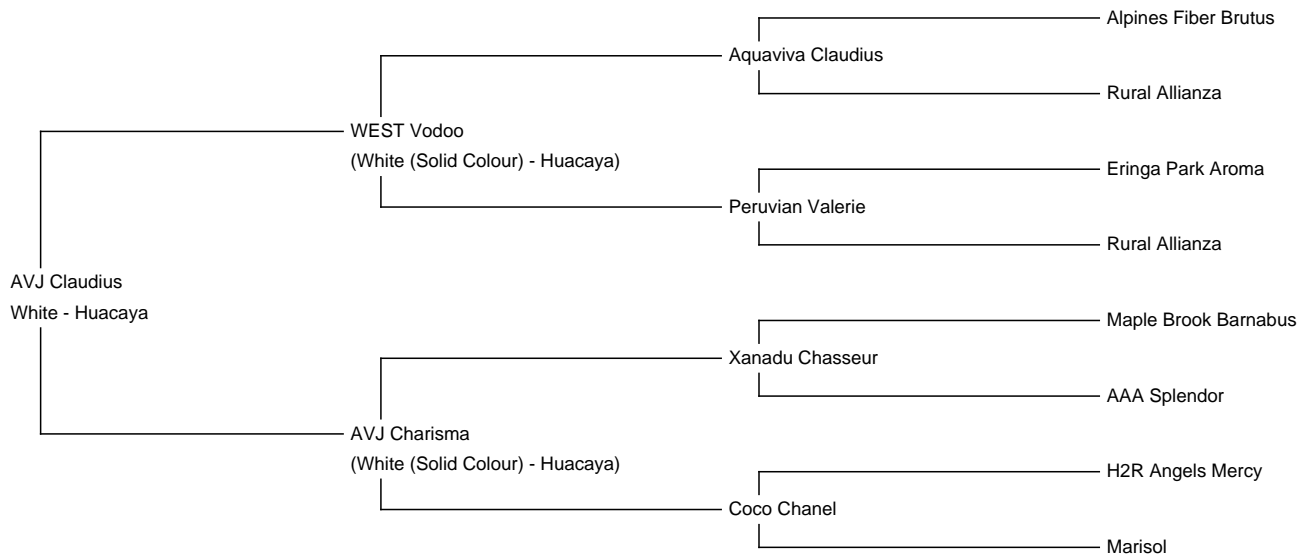 Alpines Fiber Brutus
Aquaviva Claudius
Rural Allianza
WEST Vodoo
(White (Solid Colour) - Huacaya)
Eringa Park Aroma
Peruvian Valerie
Rural Allianza
AVJ Claudius
White - Huacaya
Maple Brook Barnabus
Xanadu Chasseur
AAA Splendor
AVJ Charisma
(White (Solid Colour) - Huacaya)
H2R Angels Mercy
Coco Chanel
Marisol